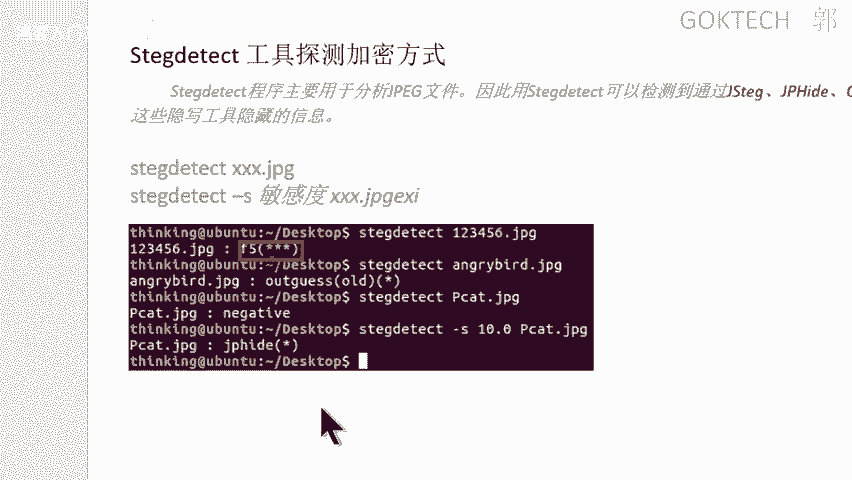 GOKTECH 郭
Stegdetect 工具探测加密方式
Stegdetect程序主要用于分析JPEG文件。因此用Stegdetect可以检测到通过JSteg、JPHide、
这些隐写工具隐藏的信息。
stegdetect xxx.jpg
stegdetect –s 敏感度 xxx.jpgexi
thinking@ubuntu:~/Desktop$ stegdetect 123456.jpg
123456.jpg : f5(***)
thinking@ubuntu:~/Desktop$ stegdetect angrybird.jpg
angrybird.jpg : outguess(old)(*)
thinking@ubuntu:~/Desktop$ stegdetect Pcat.jpg
Pcat.jpg : negative
thinking@ubuntu:~/Desktop$ stegdetect -s 10.0 Pcat.jpg
Pcat.jpg : jphide(*)
thinking@ubuntu:~/Desktop$